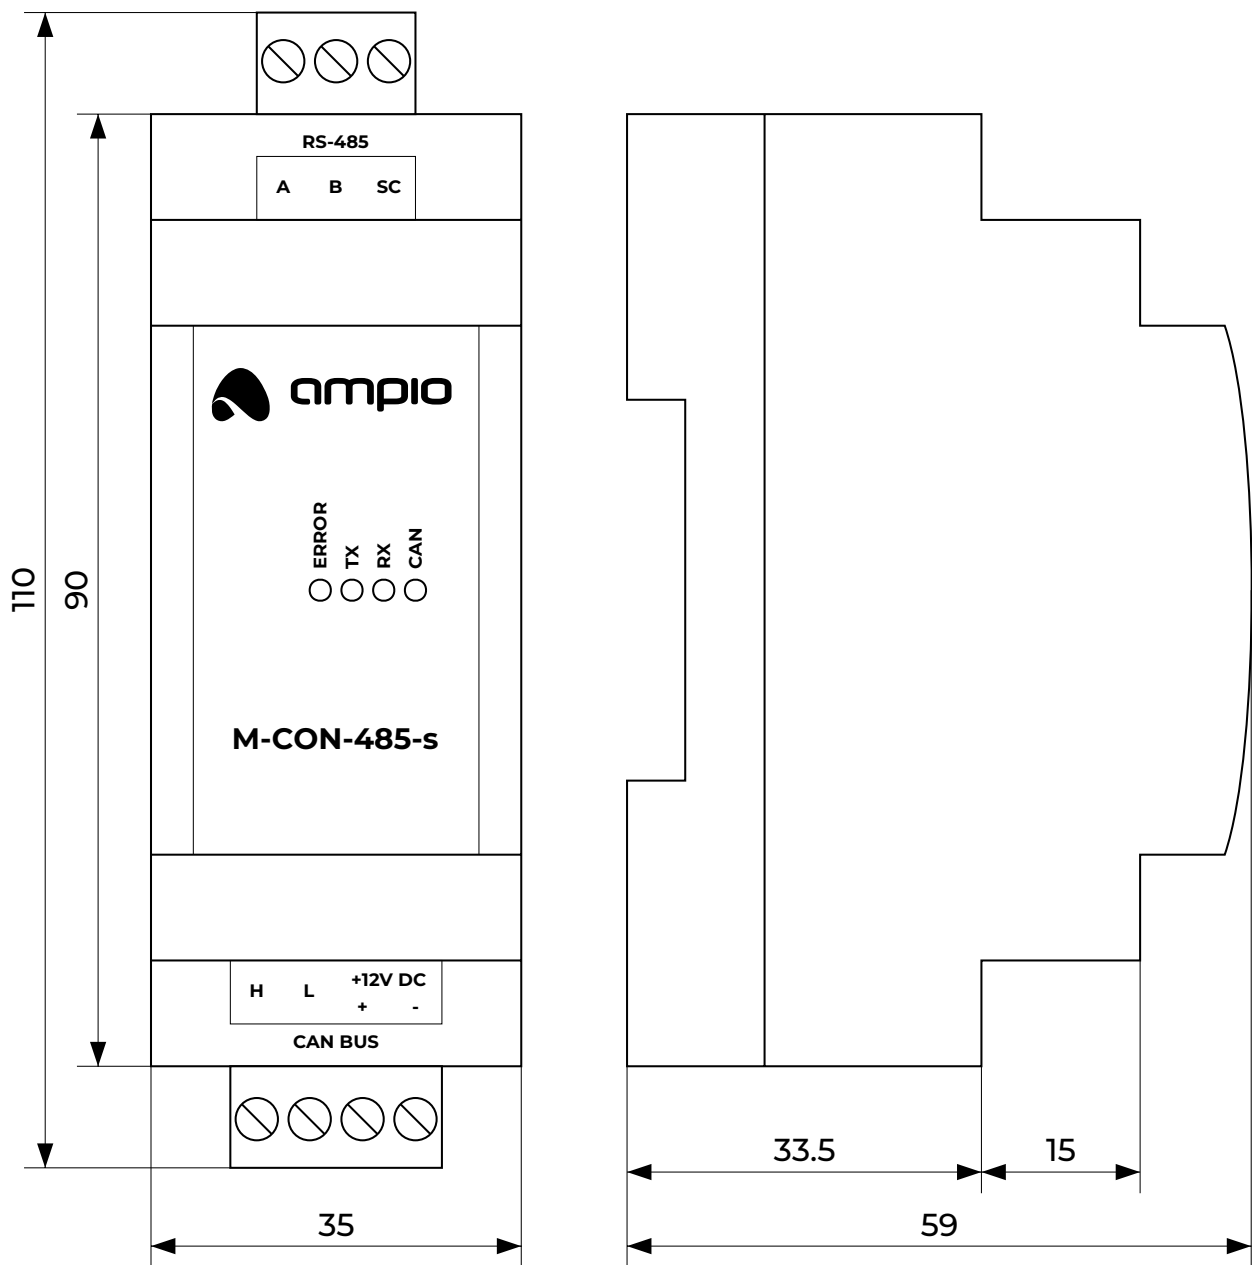 RS-485
A B SC
ampio
ERROR TX RX CAN
110
90
M-CON-485-s
H L +12V DC
+ -
CAN BUS
33.5 15
35 59